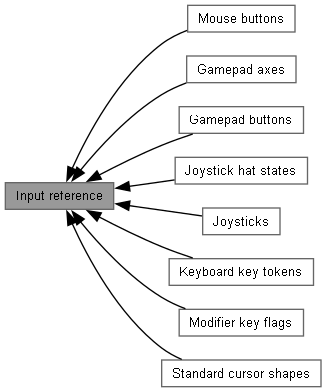 Mouse buttons
Gamepad axes
Gamepad buttons
Joystick hat states
Input reference
Joysticks
Keyboard key tokens
Modifier key flags
Standard cursor shapes